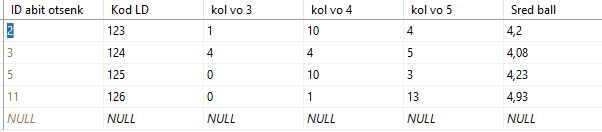 ID abit otsenk Kod LD kol vo 3 kol vo 4 kol vo 5 Sred ball
2 123 1 10 4 4,2
3 124 4 4 5 4,08
5 125 0 10 3 4,23
11 126 0 1 13 4,93
NULL NULL NULL NULL NULL NULL